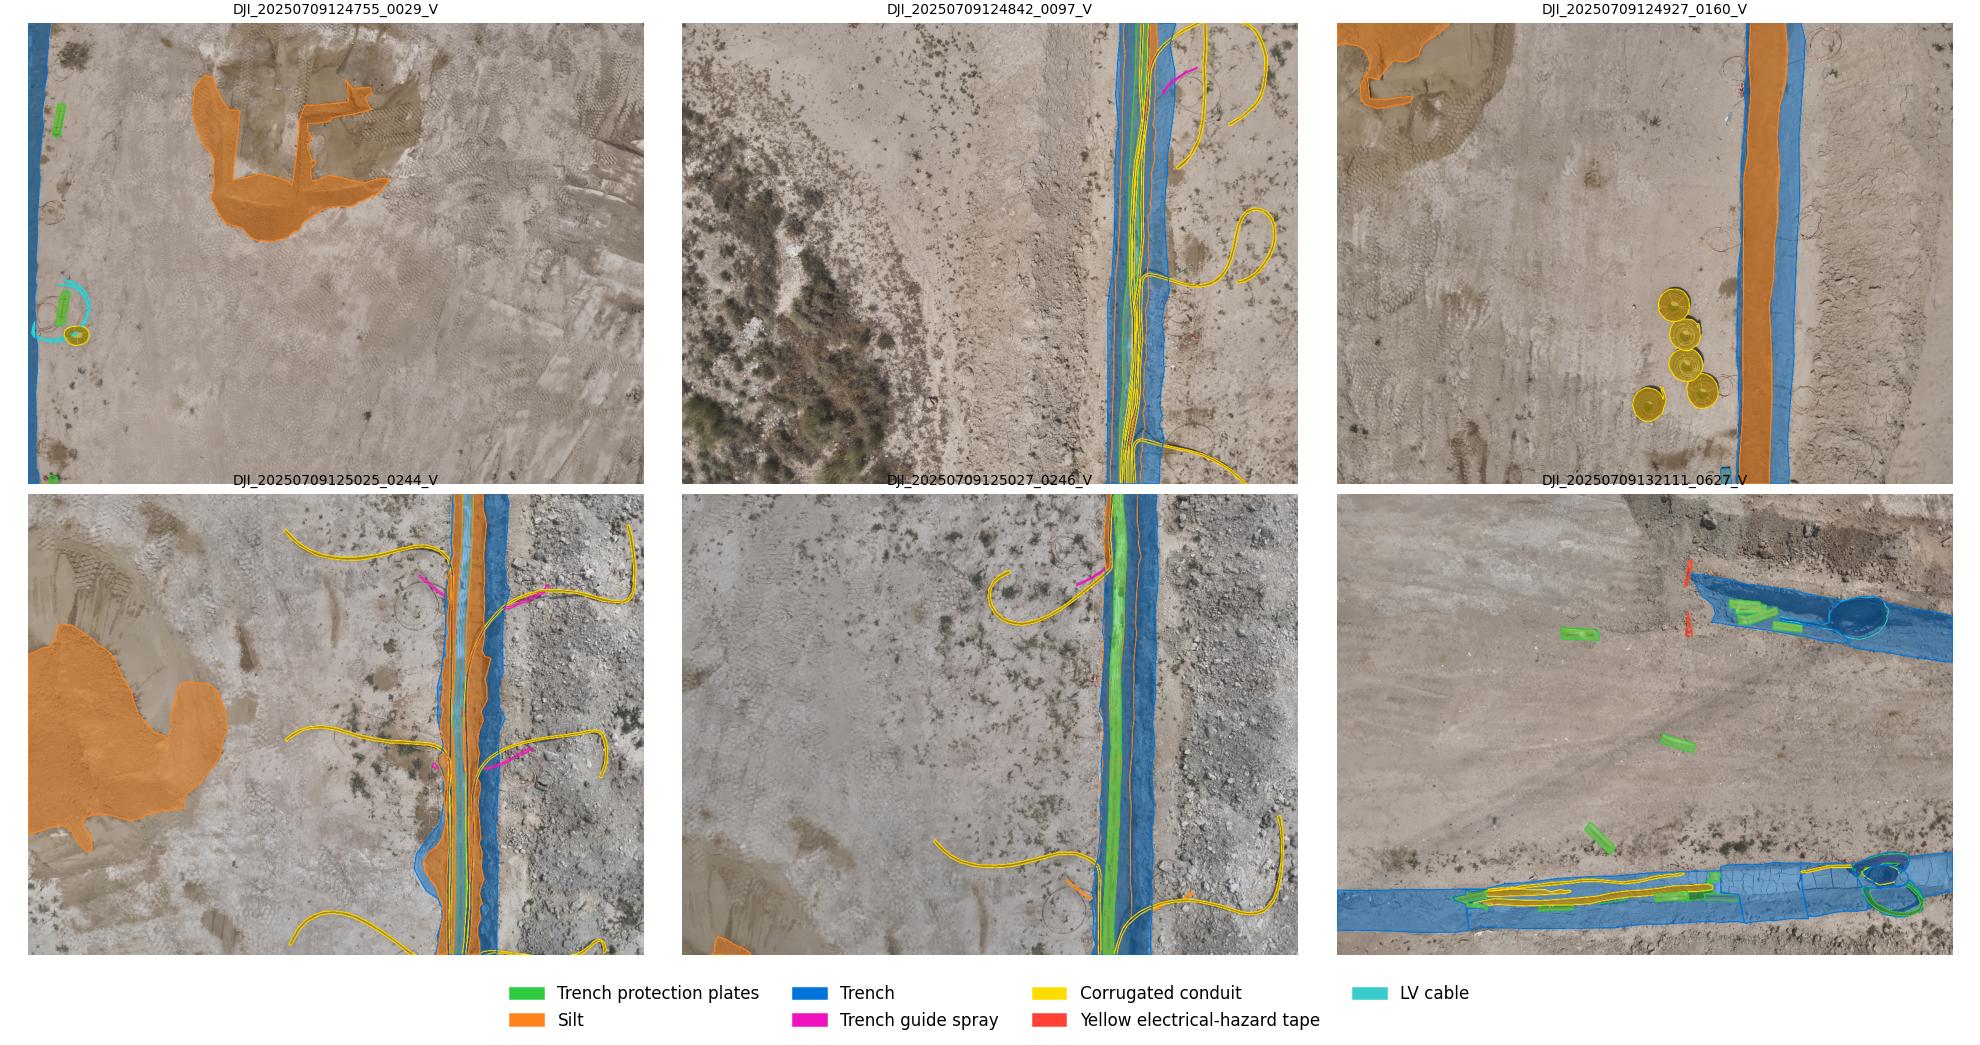 DJI_20250709124755_0029_V
DJI_20250709124842_0097_V
DJI_20250709124927_0160_V
DJI_20250709125025_0244_V
DJI_20250709125027_0246_V
DJI_20250709132111_0627_V
Trench protection plates
Trench
Corrugated conduit
LV cable
Silt
Trench guide spray
Yellow electrical-hazard tape